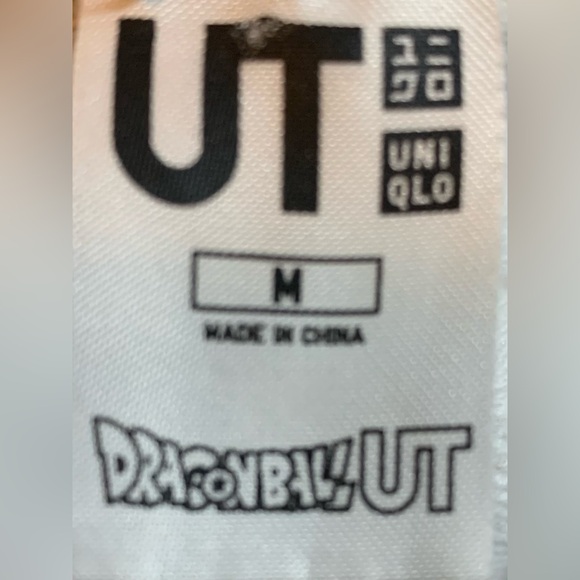 UT
ユニ
クロ
UNI
QLO
M
MADE IN CHINA
DRAGONBALL UT